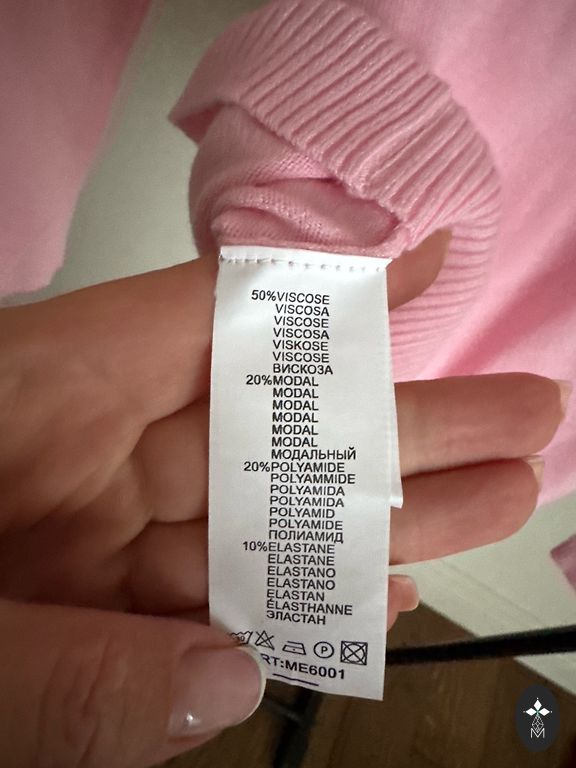 50%VISCOSE
VISCOSA
VISCOSE
VISCOSA
VISKOSE
VISCOSE
ВИСКОЗА
20%MODAL
MODAL
MODAL
MODAL
MODAL
MODAL
МОДАЛЬНЫЙ
20%POLYAMIDE
POLYAMMIDE
POLYAMIDA
POLYAMIDA
POLYAMID
POLYAMIDE
ПОЛИАМИД
10%ELASTANE
ELASTANE
ELASTANO
ELASTANO
ELASTAN
ÉLASTHANNE
ЭЛАСТАН
P
RT:ME6001
M